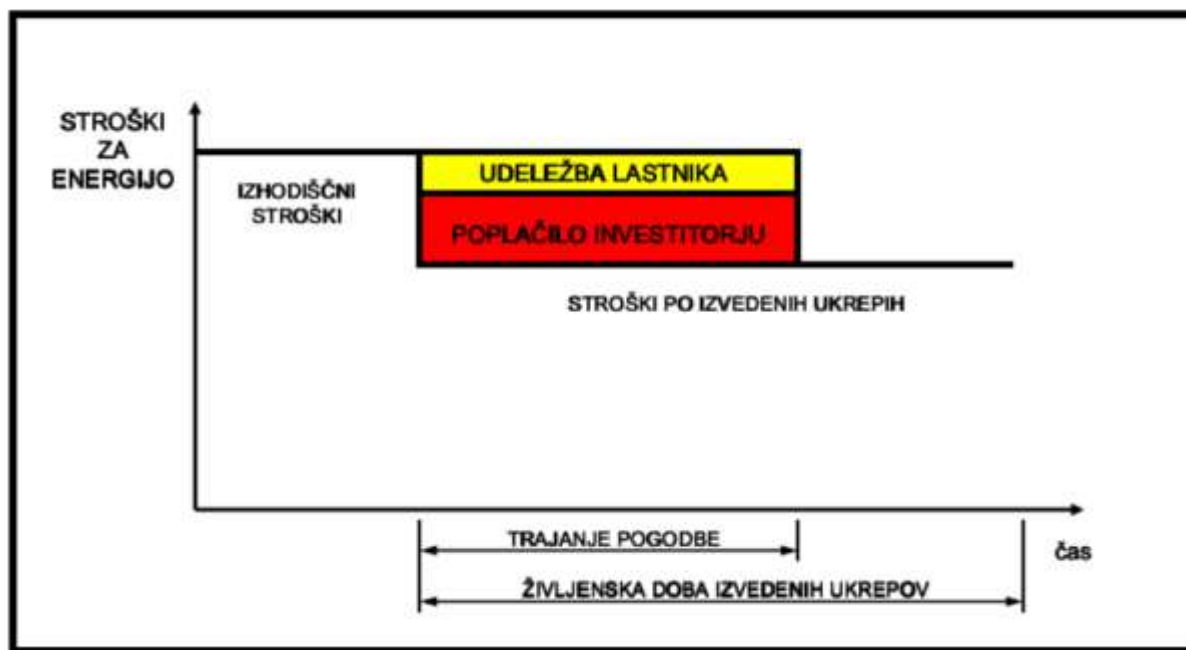 STROŠKI
ZA
ENERGIJO
IZHODIŠČNI
STROŠKI
UDELEŽBA LASTNIKA
POPLAČILO INVESTITORJU
STROŠKI PO IZVEDENIH UKREPIH
TRAJANJE POGODBE
čas
ŽIVLJENSKA DOBA IZVEDENIH UKREPOV